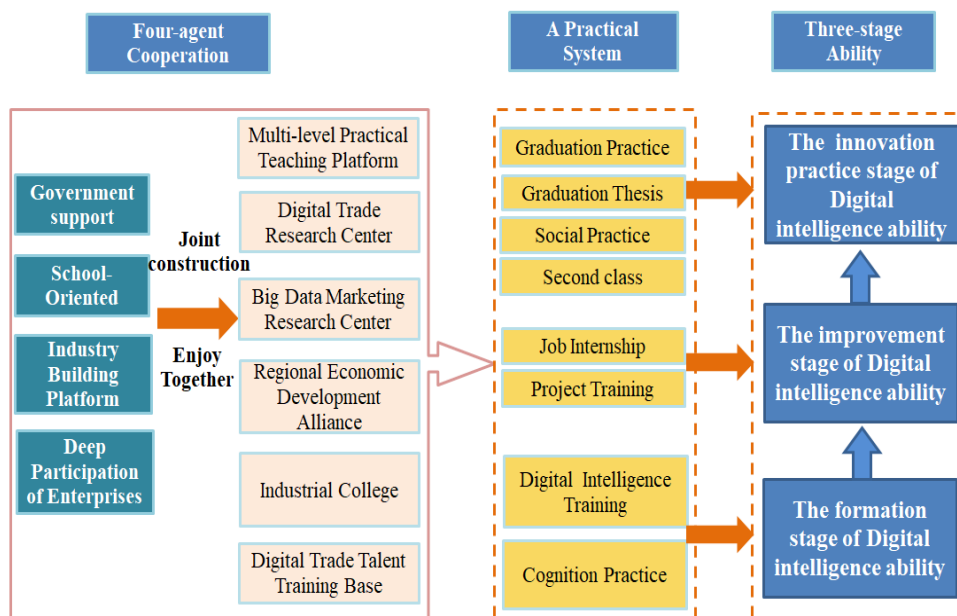 Four-agent
Cooperation
A Practical
System
Three-stage
Ability
Government
support
School-
Oriented
Industry
Building
Platform
Deep
Participation
of Enterprises
Joint
construction
Enjoy
Together
Multi-level Practical
Teaching Platform
Digital Trade
Research Center
Big Data Marketing
Research Center
Regional Economic
Development
Alliance
Industrial College
Digital Trade Talent
Training Base
Graduation Practice
Graduation Thesis
Social Practice
Second class
Job Internship
Project Training
Digital Intelligence
Training
Cognition Practice
The innovation
practice stage of
Digital
intelligence ability
The improvement
stage of Digital
intelligence ability
The formation
stage of Digital
intelligence ability